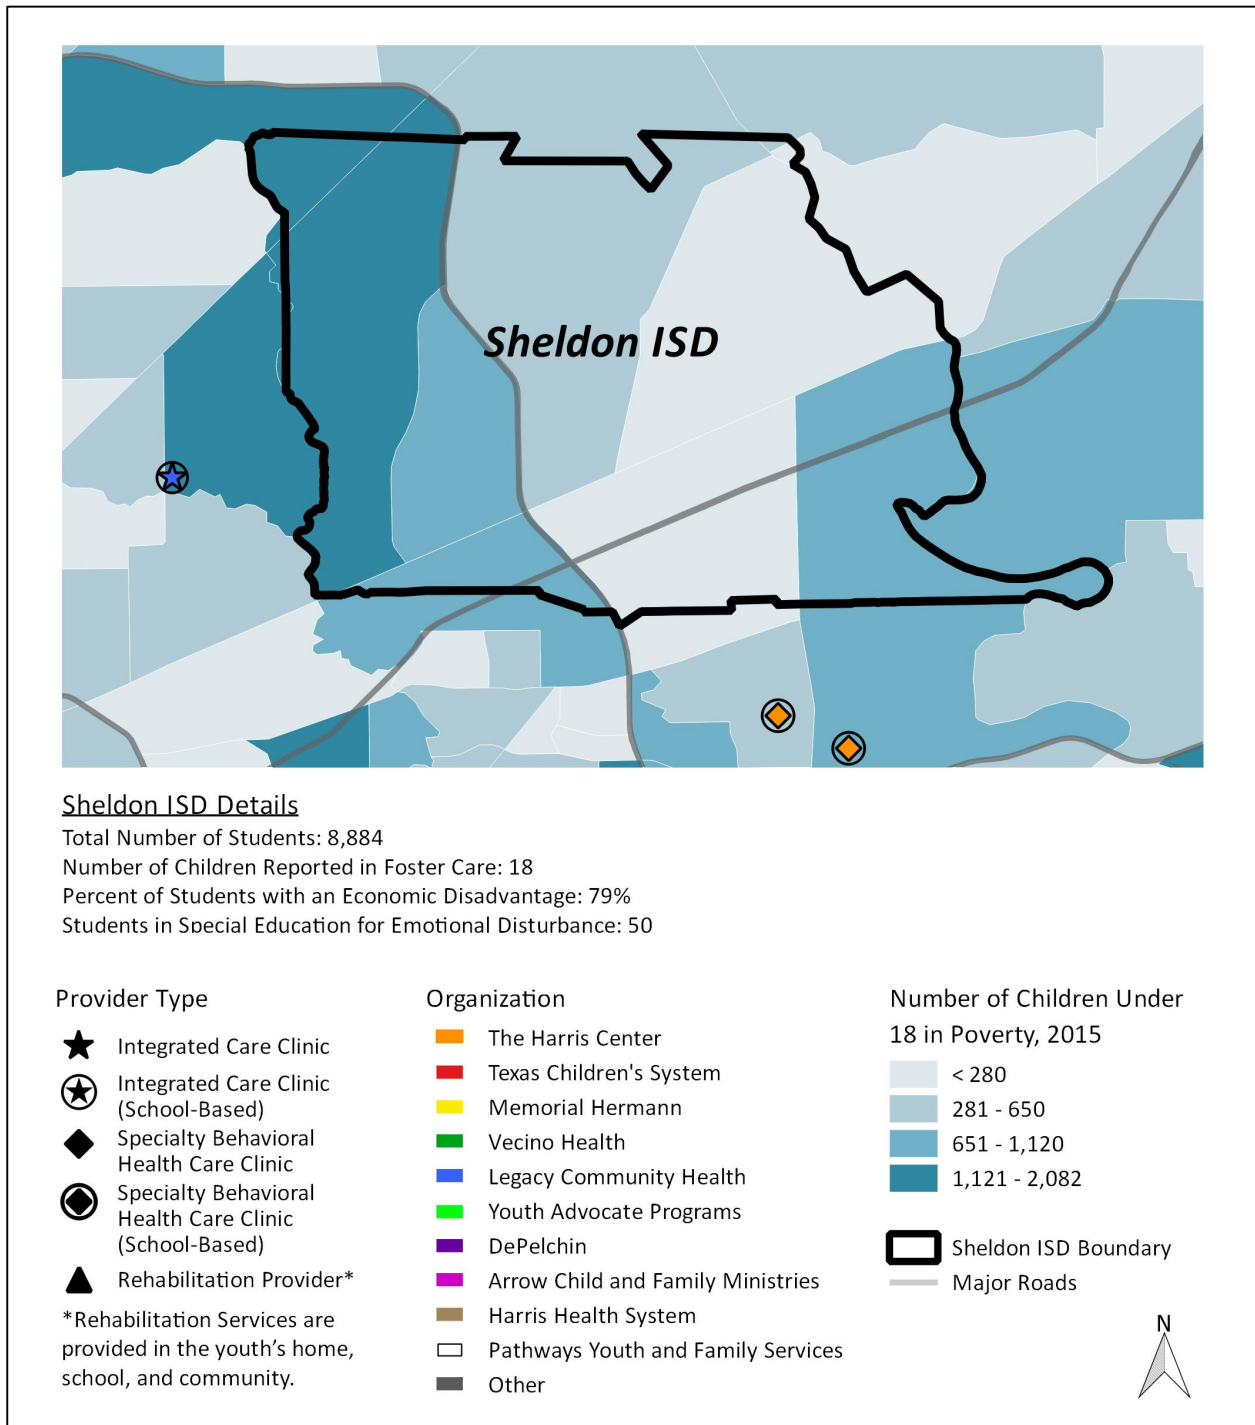 Sheldon ISD
Sheldon ISD Details
Total Number of Students: 8,884
Number of Children Reported in Foster Care: 18
Percent of Students with an Economic Disadvantage: 79%
Students in Special Education for Emotional Disturbance: 50
Provider Type
Integrated Care Clinic
Integrated Care Clinic
(School-Based)
Specialty Behavioral
Health Care Clinic
Specialty Behavioral
Health Care Clinic
(School-Based)
Rehabilitation Provider*
*Rehabilitation Services are
provided in the youth’s home,
school, and community.
Organization
The Harris Center
Texas Children's System
Memorial Hermann
Vecino Health
Legacy Community Health
Youth Advocate Programs
DePelchin
Arrow Child and Family Ministries
Harris Health System
Pathways Youth and Family Services
Other
Number of Children Under
18 in Poverty, 2015
< 280
281 - 650
651 - 1,120
1,121 - 2,082
Sheldon ISD Boundary
Major Roads
N